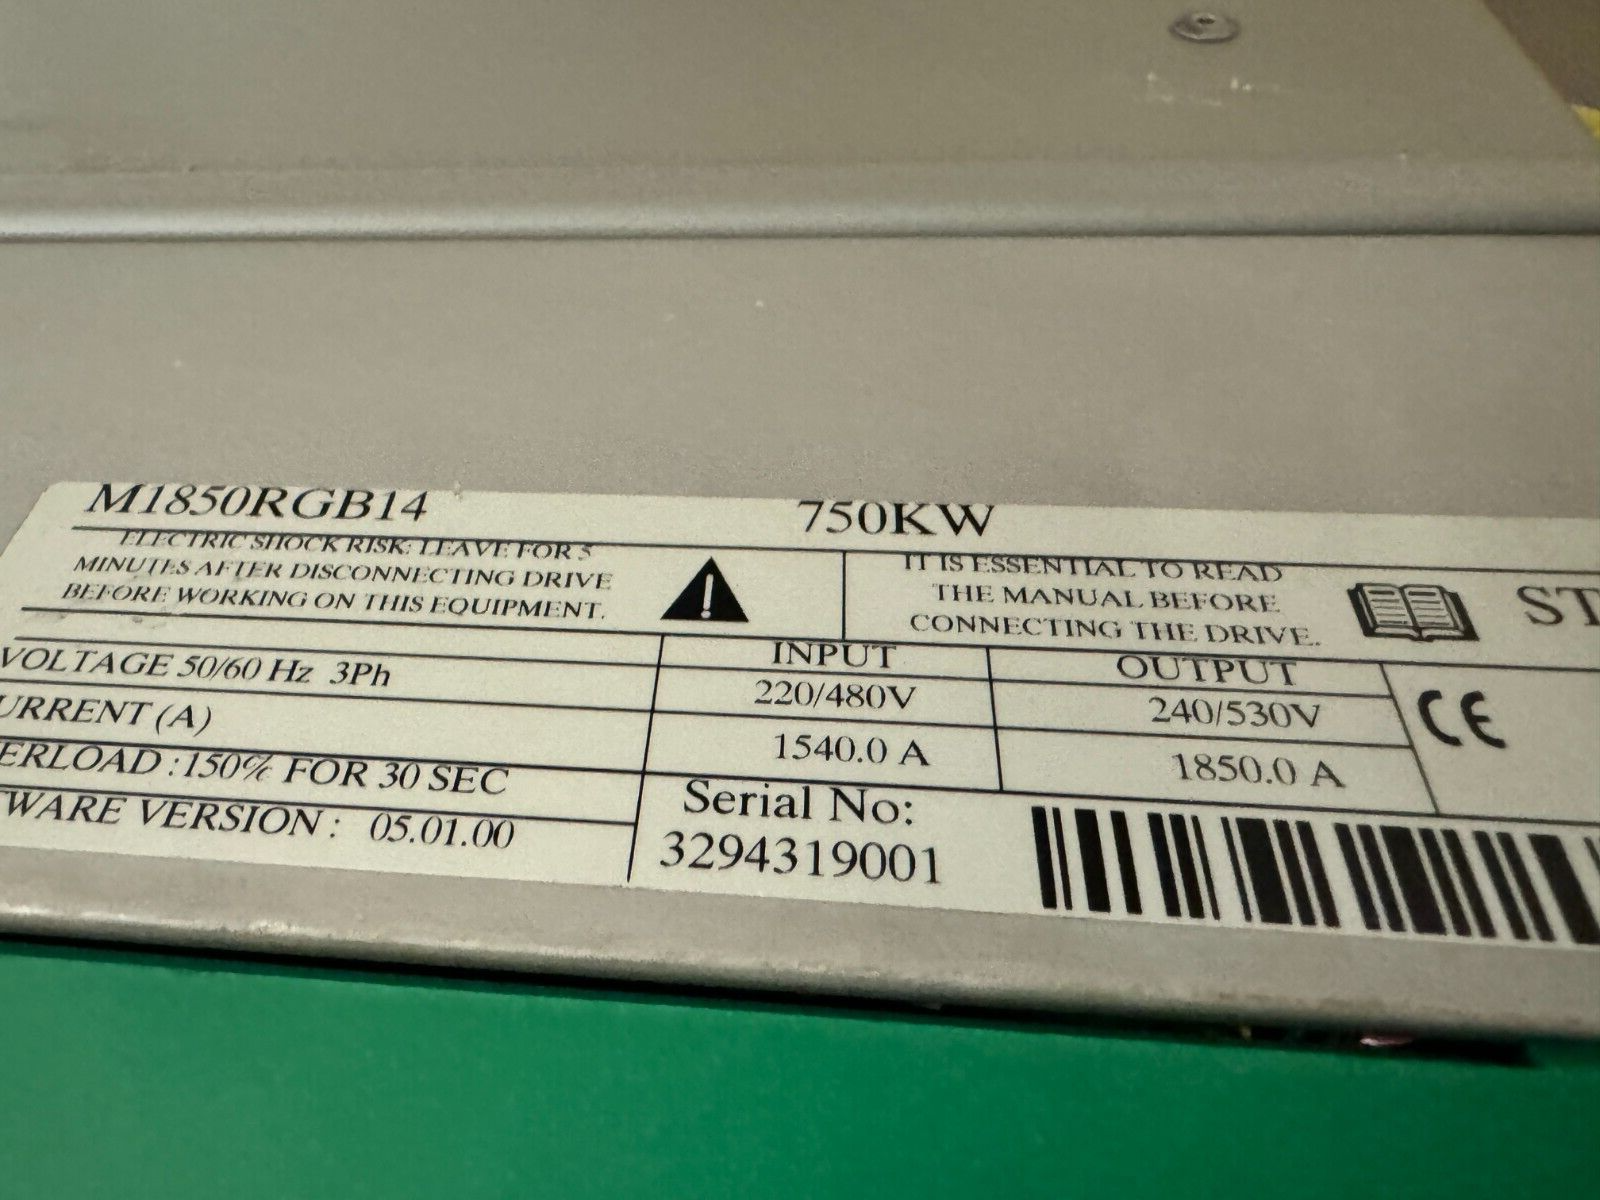 M1850RGB14 750KW
ELECTRIC SHOCK RISK: LEAVE FOR 5
MINUTES AFTER DISCONNECTING DRIVE
BEFORE WORKING ON THIS EQUIPMENT.
IT IS ESSENTIAL TO READ
THE MANUAL BEFORE
CONNECTING THE DRIVE.
ST
INPUT OUTPUT
VOLTAGE 50/60 Hz 3Ph 220/480V 240/530V
URRENT (A) 1540.0 A 1850.0 A
CE
ERLOAD :150% FOR 30 SEC
TWARE VERSION : 05.01.00
Serial No:
3294319001